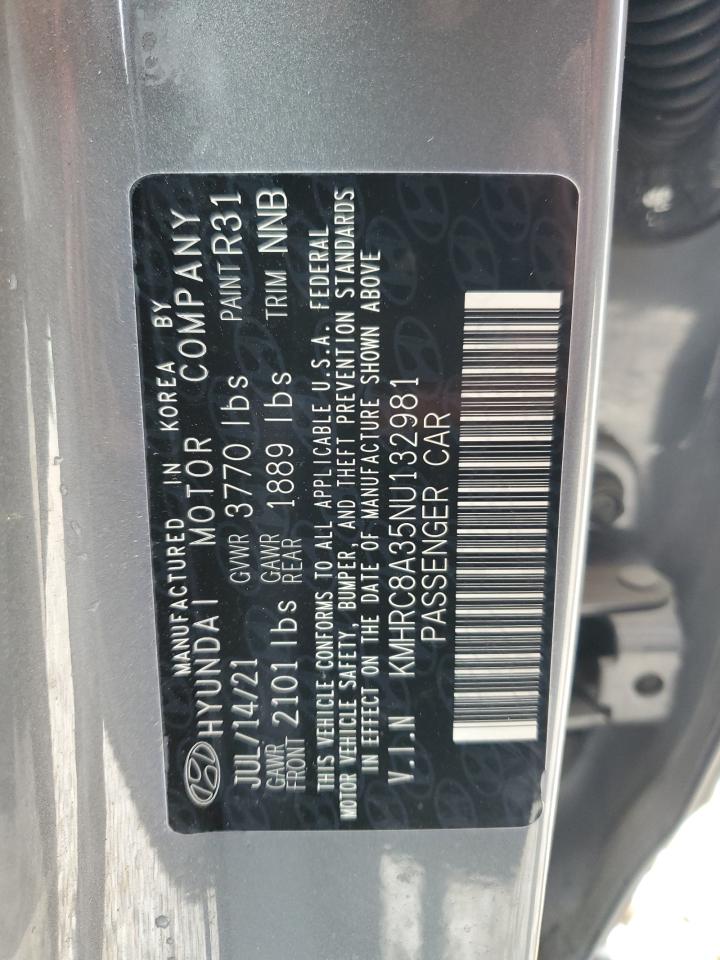 MANUFACTURED IN KOREA BY
HYUNDAI MOTOR COMPANY
JUL/14/21 GVWR 3770 lbs PAINT R31
GAWR FRONT 2101 lbs GAWR REAR 1889 lbs TRIM NNB
THIS VEHICLE CONFORMS TO ALL APPLICABLE U.S.A. FEDERAL
MOTOR VEHICLE SAFETY, BUMPER, AND THEFT PREVENTION STANDARDS
IN EFFECT ON THE DATE OF MANUFACTURE SHOWN ABOVE
V.I.N KMHRC8A35NU132981
PASSENGER CAR